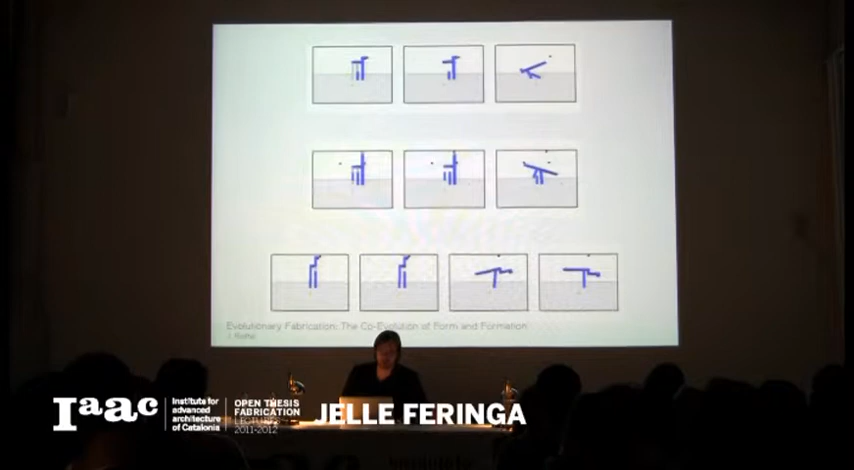 Evolutionary Fabrication: The Co-Evolution of Form and Formation
Iaac
Institute for
advanced
architecture
of Catalonia
OPEN THESIS
FABRICATION
LECTURES
2011-2012
JELLE FERINGA